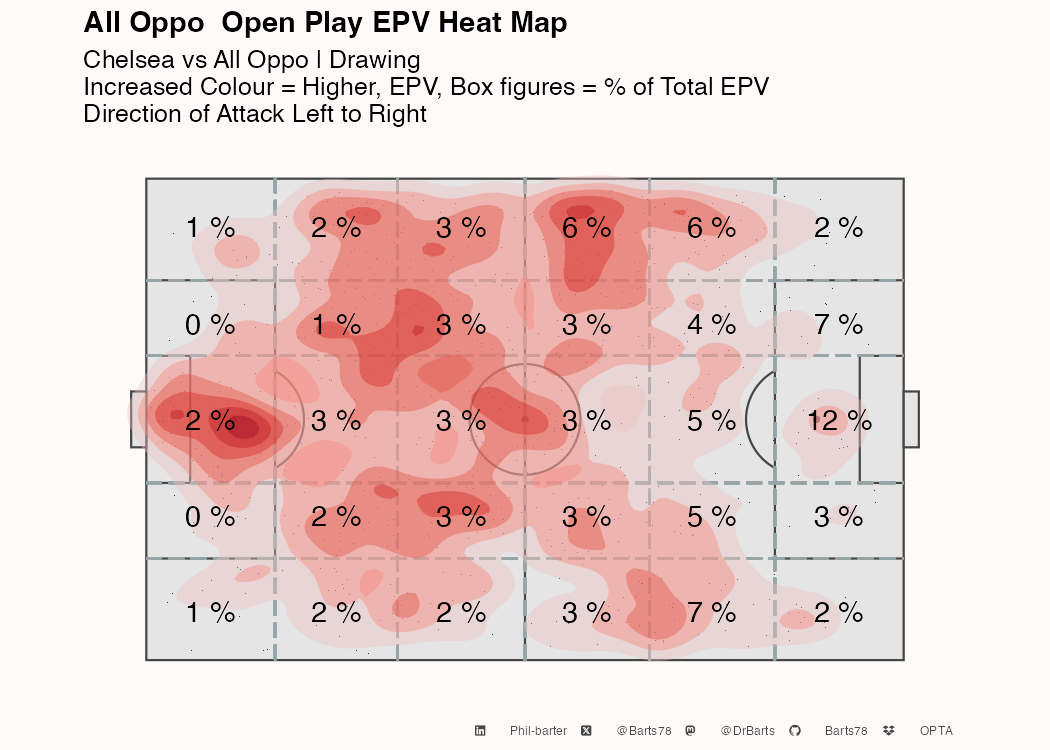 All Oppo  Open Play EPV Heat Map
Chelsea vs All Oppo | Drawing
Increased Colour = Higher, EPV, Box figures = % of Total EPV
Direction of Attack Left to Right
1 % 2 % 3 % 6 % 6 % 2 %
0 % 1 % 3 % 3 % 4 % 7 %
2 % 3 % 3 % 3 % 5 % 12 %
0 % 2 % 3 % 3 % 5 % 3 %
1 % 2 % 2 % 3 % 7 % 2 %
Phil-barter @Barts78 @DrBarts Barts78 OPTA